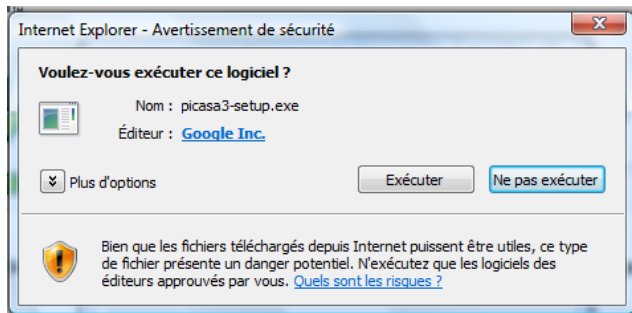 Internet Explorer - Avertissement de sécurité
Voulez-vous exécuter ce logiciel ?
Nom : picasa3-setup.exe
Éditeur : Google Inc.
Plus d'options
Exécuter
Ne pas exécuter
Bien que les fichiers téléchargés depuis Internet puissent être utiles, ce type
de fichier présente un danger potentiel. N'exécutez que les logiciels des
éditeurs approuvés par vous. Quels sont les risques ?